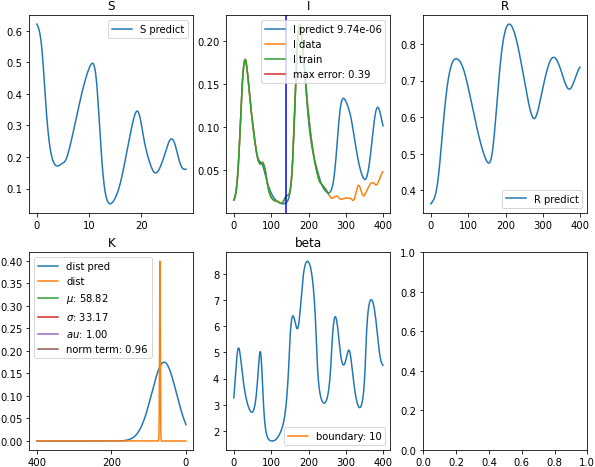 S
I
R
S predict
I predict 9.74e-06
I data
I train
max error: 0.39
R predict
0.6
0.5
0.4
0.3
0.2
0.1
0 10 20
0.20
0.15
0.10
0.05
0 100 200 300 400
0.8
0.7
0.6
0.5
0.4
0 100 200 300 400
K
beta
dist pred
dist
μ: 58.82
σ: 33.17
au: 1.00
norm term: 0.96
boundary: 10
0.40
0.35
0.30
0.25
0.20
0.15
0.10
0.05
0.00
400 200 0
8
7
6
5
4
3
2
0 100 200 300 400
1.0
0.8
0.6
0.4
0.2
0.0
0.0 0.2 0.4 0.6 0.8 1.0